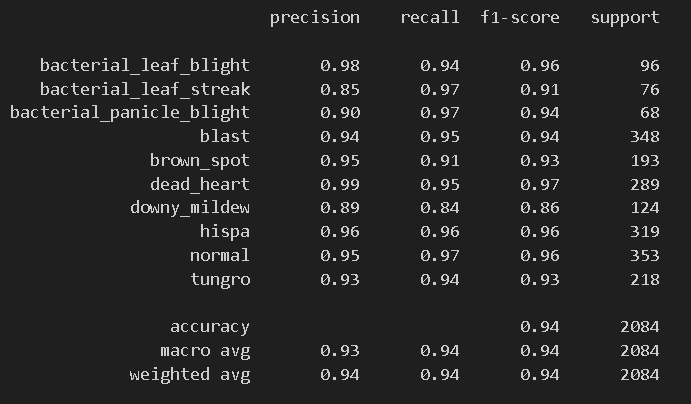 precision recall f1-score support
bacterial_leaf_blight 0.98 0.94 0.96 96
bacterial_leaf_streak 0.85 0.97 0.91 76
bacterial_panicle_blight 0.90 0.97 0.94 68
blast 0.94 0.95 0.94 348
brown_spot 0.95 0.91 0.93 193
dead_heart 0.99 0.95 0.97 289
downy_mildew 0.89 0.84 0.86 124
hispa 0.96 0.96 0.96 319
normal 0.95 0.97 0.96 353
tungro 0.93 0.94 0.93 218
accuracy 0.94 2084
macro avg 0.93 0.94 0.94 2084
weighted avg 0.94 0.94 0.94 2084